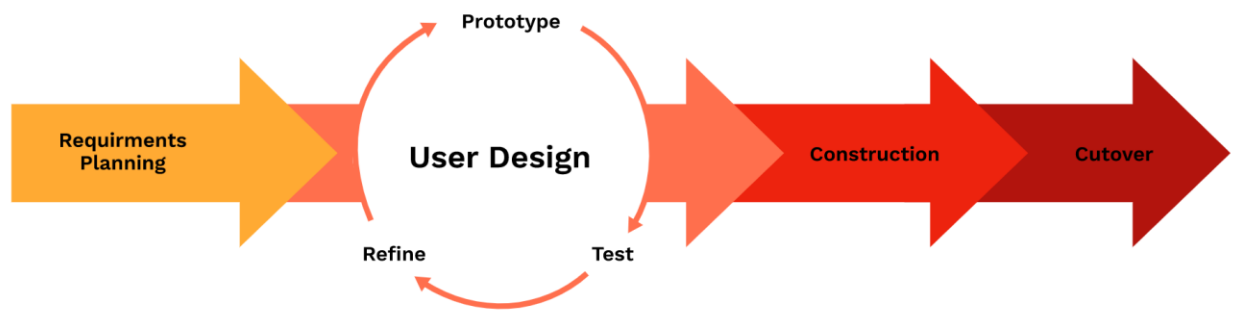 Prototype
Requirments
Planning
User Design
Construction
Cutover
Refine
Test